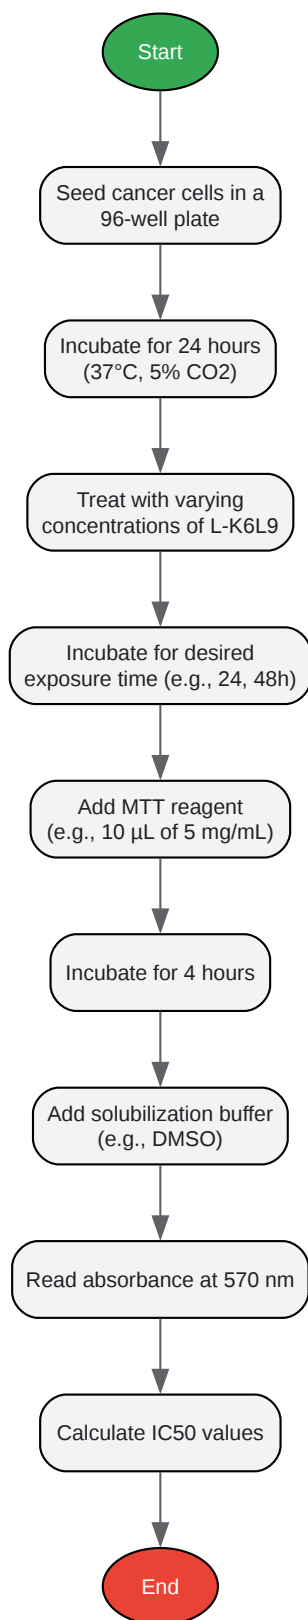 Start
Seed cancer cells in a
96-well plate
Incubate for 24 hours
(37°C, 5% CO2)
Treat with varying
concentrations of L-K6L9
Incubate for desired
exposure time (e.g., 24, 48h)
Add MTT reagent
(e.g., 10 µL of 5 mg/mL)
Incubate for 4 hours
Add solubilization buffer
(e.g., DMSO)
Read absorbance at 570 nm
Calculate IC50 values
End